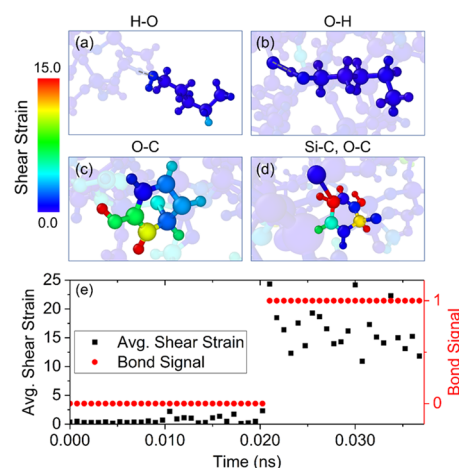 H-O
O-H
(a)
(b)
15.0
Shear Strain
0.0
O-C
Si-C, O-C
(c)
(d)
(e)
25
20
15
10
5
0
Avg. Shear Strain
Avg. Shear Strain
Bond Signal
1
0
Bond Signal
0.000
0.010
0.020
0.030
Time (ns)